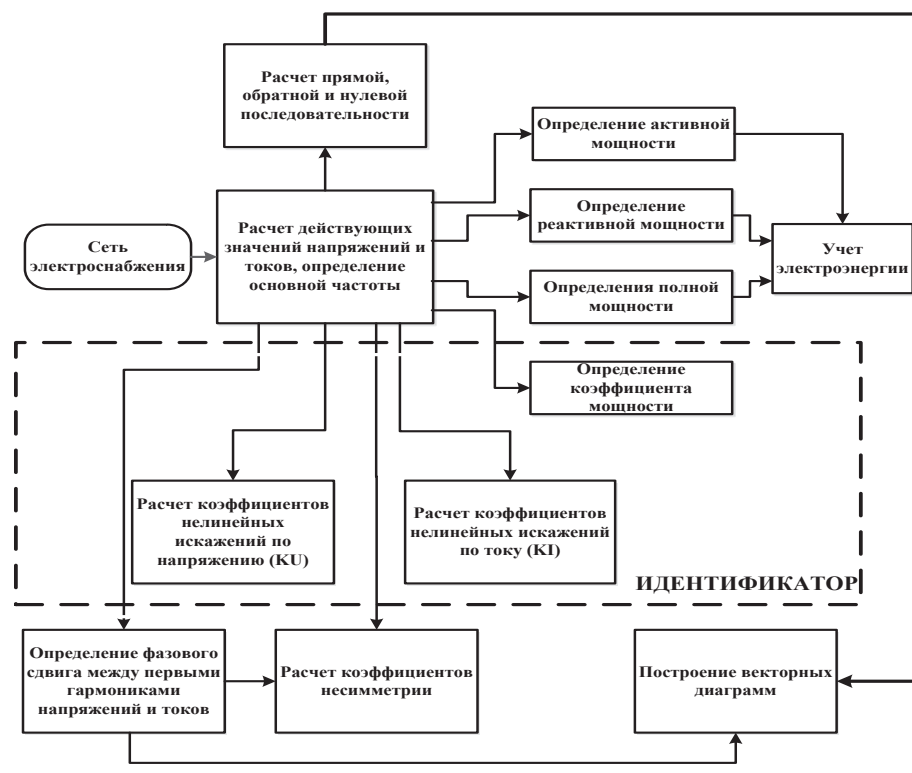 Расчет прямой,
обратной и нулевой
последовательности
Определение активной
мощности
Сеть
электроснабжения
Расчет действующих
значений напряжений и
токов, определение
основной частоты
Определение
реактивной мощности
Учет
электроэнергии
Определения полной
мощности
Определение
коэффициента
мощности
Расчет коэффициентов
нелинейных
искажений по
напряжению (KU)
Расчет коэффициентов
нелинейных искажений
по току (KI)
ИДЕНТИФИКАТОР
Определение фазового
сдвига между первыми
гармониками
напряжений и токов
Расчет коэффициентов
несимметрии
Построение векторных
диаграмм